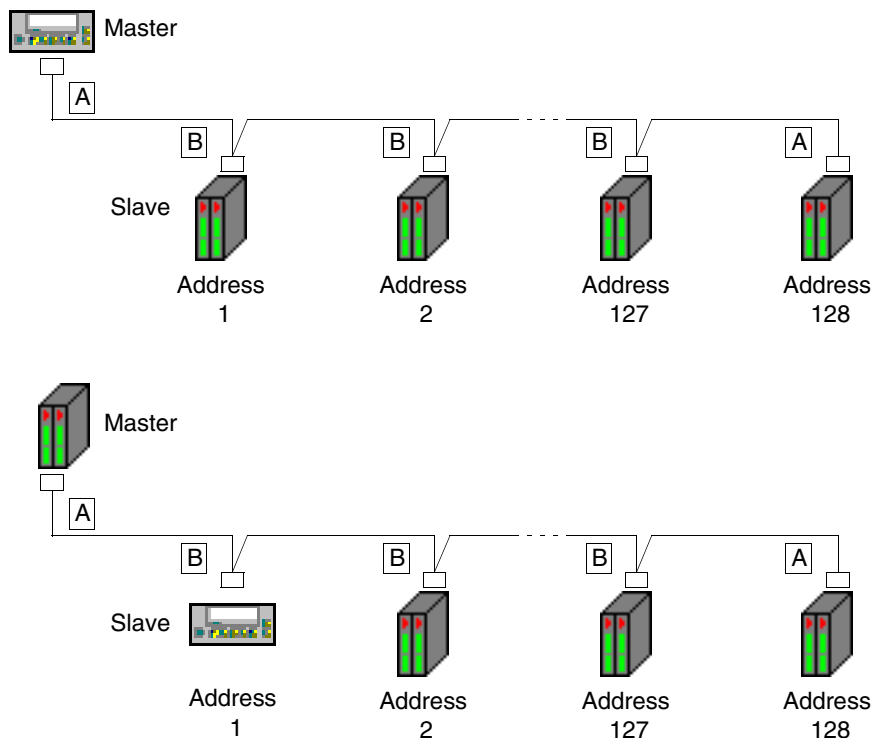 Master
A
B B B A
Slave
Address Address Address Address
1 2 127 128
Master
A
B B B A
Slave
Address Address Address Address
1 2 127 128